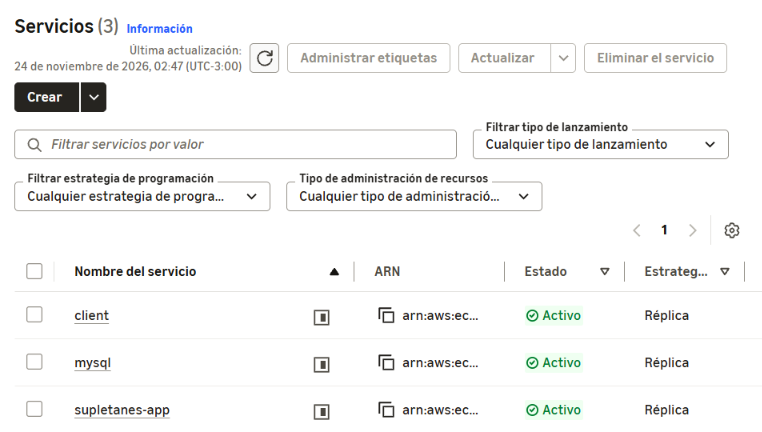 Servicios (3) Información
Última actualización:
24 de noviembre de 2026, 02:47 (UTC-3:00)
Administrar etiquetas
Actualizar
Eliminar el servicio
Crear
Filtrar servicios por valor
Filtrar tipo de lanzamiento
Cualquier tipo de lanzamiento
Filtrar estrategia de programación
Cualquier estrategia de progra...
Tipo de administración de recursos
Cualquier tipo de administració...
1
Nombre del servicio ARN Estado Estrateg...
client arn:aws:ec... Activo Réplica
mysql arn:aws:ec... Activo Réplica
supletanes-app arn:aws:ec... Activo Réplica